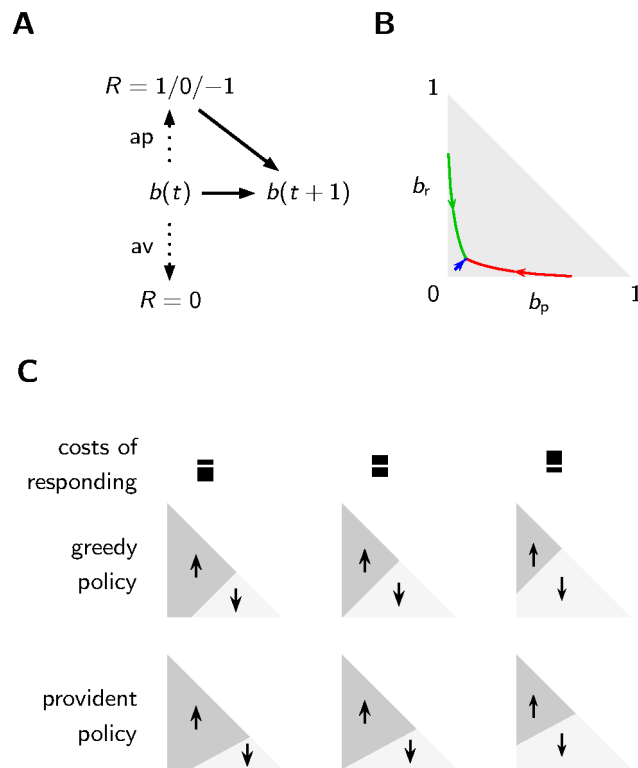 A
R = 1/0/−1
ap
b(t)
b(t + 1)
av
R = 0
B
1
b_r
0
b_p
1
C
costs of
responding
greedy
policy
provident
policy